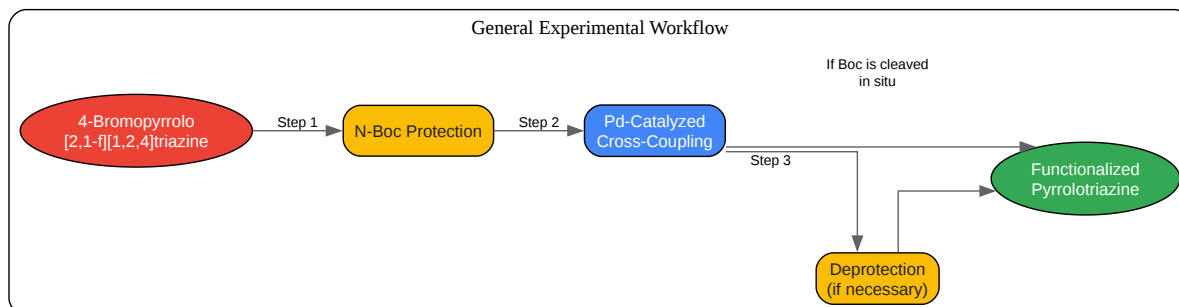 General Experimental Workflow
If Boc is cleaved
in situ
4-Bromopyrrolo
[2,1-f][1,2,4]triazine
Step 1
N-Boc Protection
Step 2
Pd-Catalyzed
Cross-Coupling
Step 3
Functionalized
Pyrrolotriazine
Deprotection
(if necessary)